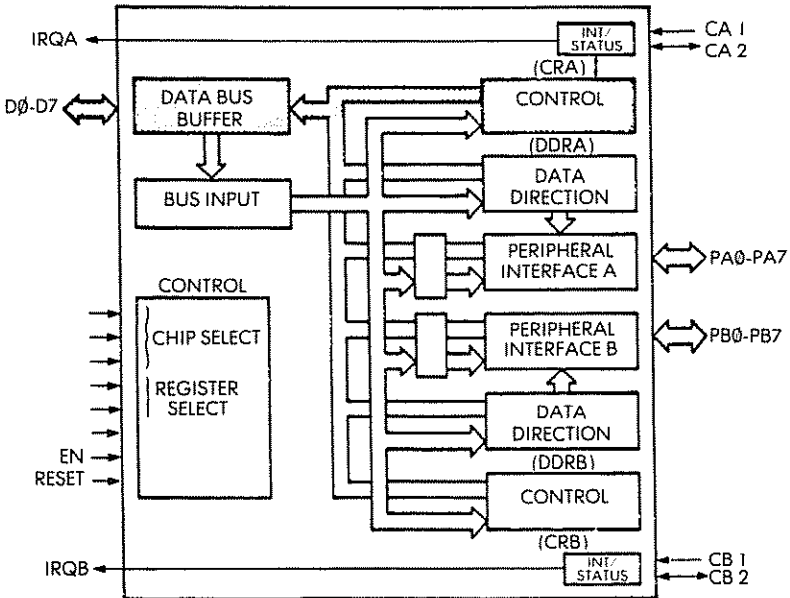 IRQA
INT/
STATUS
CA 1
CA 2
(CRA)
DØ-D7
DATA BUS
BUFFER
CONTROL
(DDRA)
BUS INPUT
DATA
DIRECTION
PERIPHERAL
INTERFACE A
PAØ-PA7
CONTROL
CHIP SELECT
REGISTER
SELECT
EN
RESET
PERIPHERAL
INTERFACE B
PBØ-PB7
DATA
DIRECTION
(DDRB)
CONTROL
(CRB)
IRQB
INT/
STATUS
CB 1
CB 2